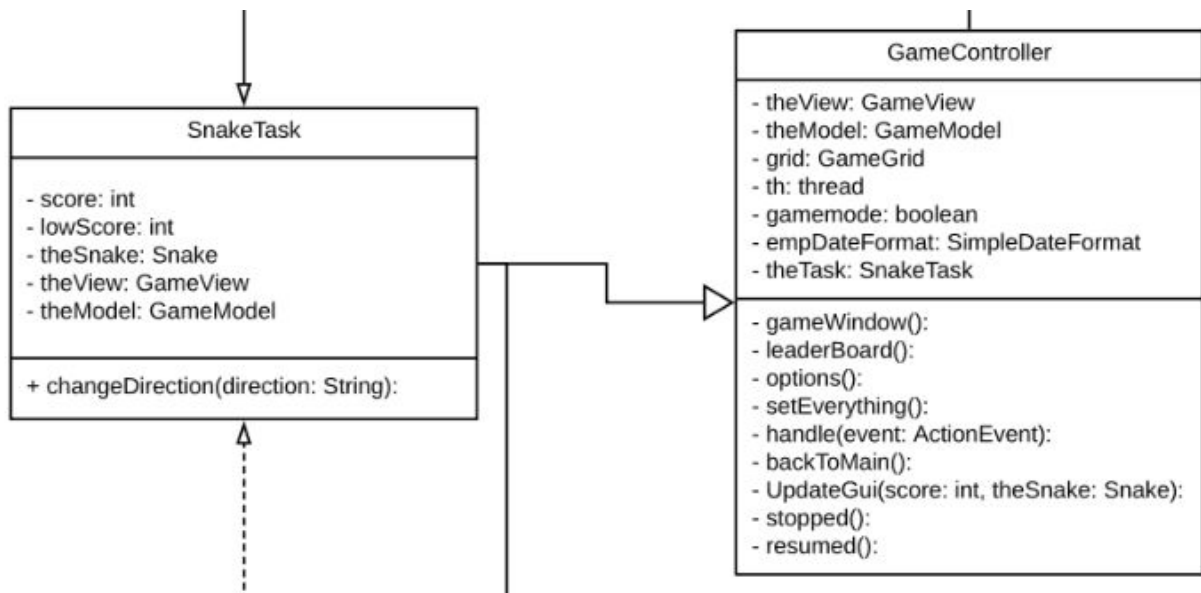 SnakeTask
- score: int
- lowScore: int
- theSnake: Snake
- theView: GameView
- theModel: GameModel
+ changeDirection(direction: String):
GameController
- theView: GameView
- theModel: GameModel
- grid: GameGrid
- th: thread
- gamemode: boolean
- empDateFormat: SimpleDateFormat
- theTask: SnakeTask
- gameWindow():
- leaderBoard():
- options():
- setEverything():
- handle(event: ActionEvent):
- backToMain():
- UpdateGui(score: int, theSnake: Snake):
- stopped():
- resumed():